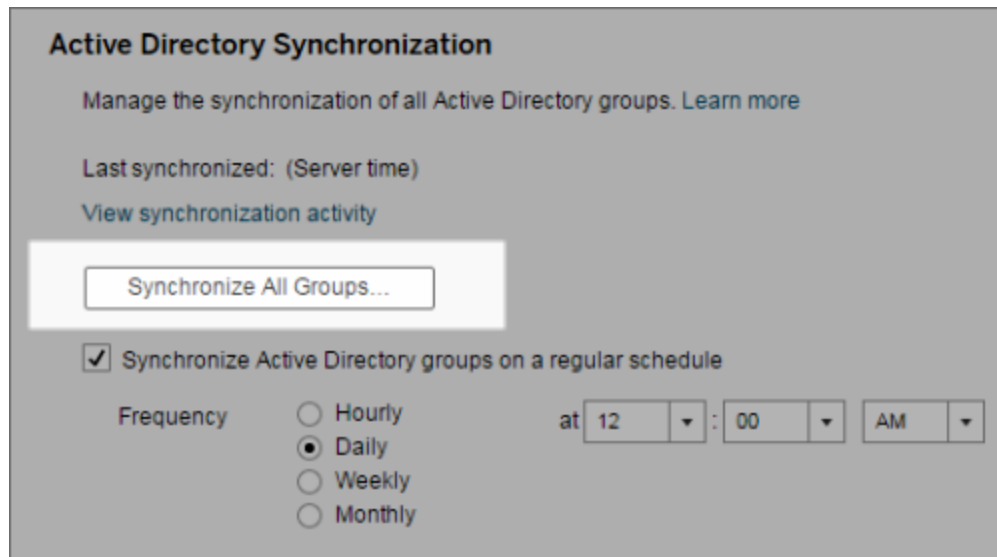 Active Directory Synchronization
Manage the synchronization of all Active Directory groups. Learn more
Last synchronized: (Server time)
View synchronization activity
Synchronize All Groups...
Synchronize Active Directory groups on a regular schedule
Frequency Hourly at 12 : 00 AM
Daily
Weekly
Monthly